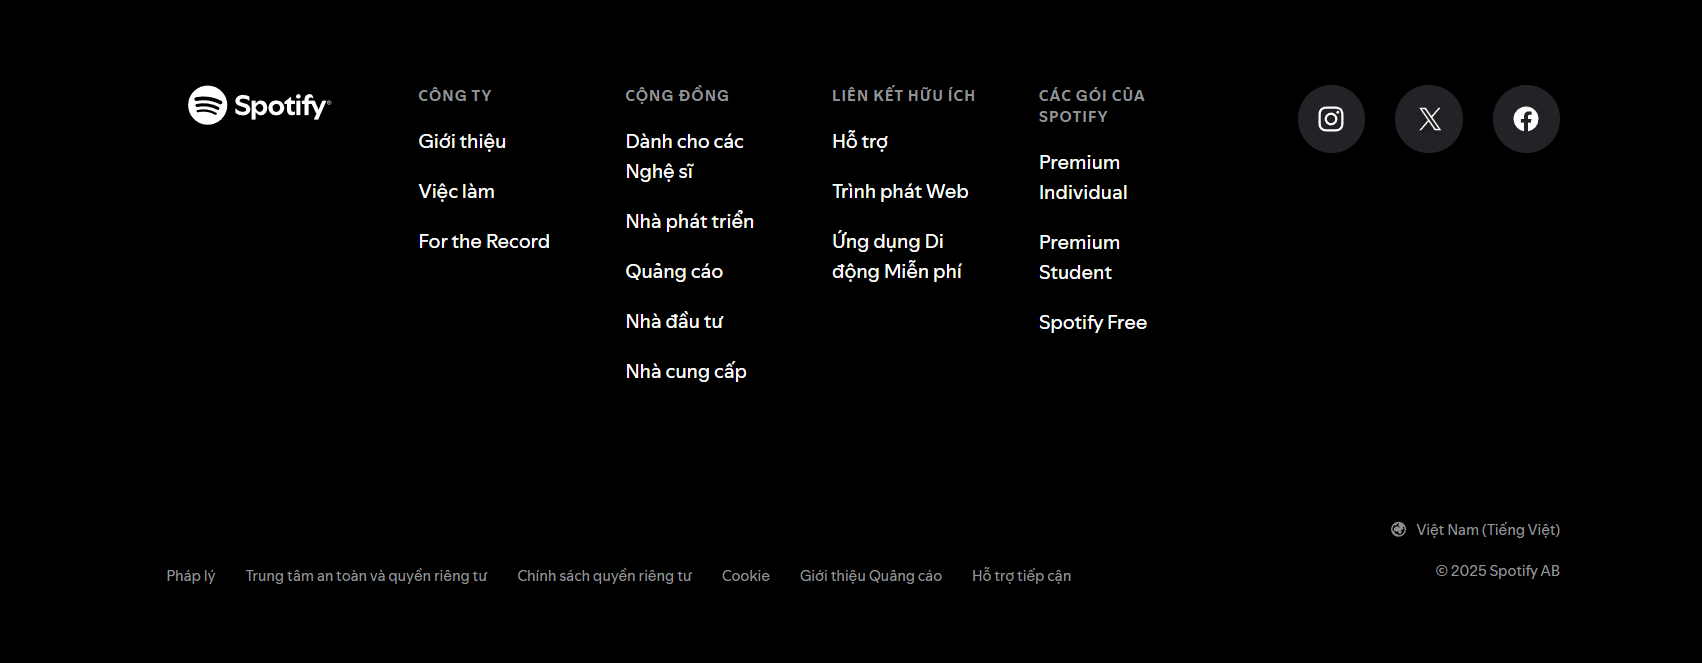 Spotify®
CÔNG TY
Giới thiệu
Việc làm
For the Record
CỘNG ĐỒNG
Dành cho các
Nghệ sĩ
Nhà phát triển
Quảng cáo
Nhà đầu tư
Nhà cung cấp
LIÊN KẾT HỮU ÍCH
Hỗ trợ
Trình phát Web
Ứng dụng Di
động Miễn phí
CÁC GÓI CỦA
SPOTIFY
Premium
Individual
Premium
Student
Spotify Free
Việt Nam (Tiếng Việt)
Pháp lý Trung tâm an toàn và quyền riêng tư Chính sách quyền riêng tư Cookie Giới thiệu Quảng cáo Hỗ trợ tiếp cận
© 2025 Spotify AB